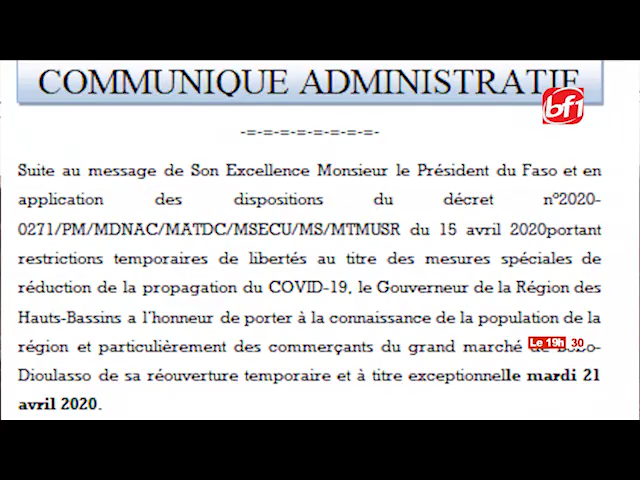 COMMUNIQUE ADMINISTRATIF
bf1
-=-=-=-=-=-=-=-=-
Suite au message de Son Excellence Monsieur le Président du Faso et en
application des dispositions du décret n°2020-
0271/PM/MDNAC/MATDC/MSECU/MS/MTMUSR du 15 avril 2020portant
restrictions temporaires de libertés au titre des mesures spéciales de
réduction de la propagation du COVID-19, le Gouverneur de la Région des
Hauts-Bassins a l'honneur de porter à la connaissance de la population de la
région et particulièrement des commerçants du grand marché de Bobo-
Le 19h 30
Dioulasso de sa réouverture temporaire et à titre exceptionnelle mardi 21
avril 2020.